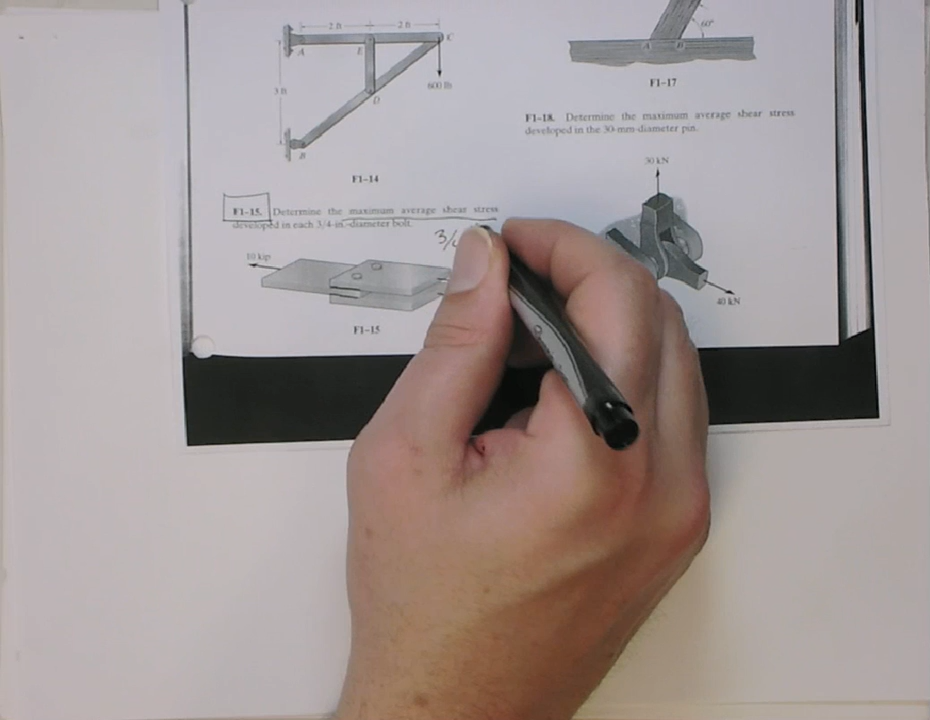 2 ft
2 ft
A
E
C
3 ft
D
600 lb
B
F1–14
F1–15. Determine the maximum average shear stress
developed in each 3/4-in.-diameter bolt.
3/
10 kip
F1–15
60°
A
B
F1–17
F1–18. Determine the maximum average shear stress
developed in the 30-mm-diameter pin.
30 kN
40 kN